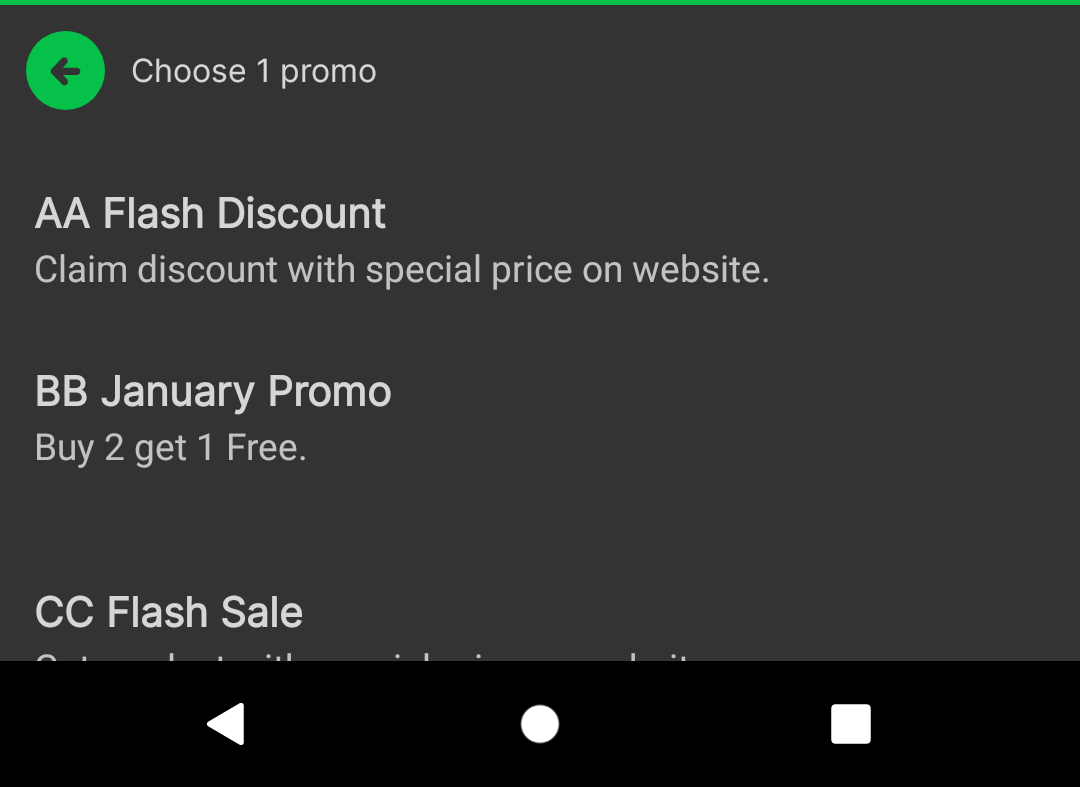 Choose 1 promo
AA Flash Discount
Claim discount with special price on website.
BB January Promo
Buy 2 get 1 Free.
CC Flash Sale